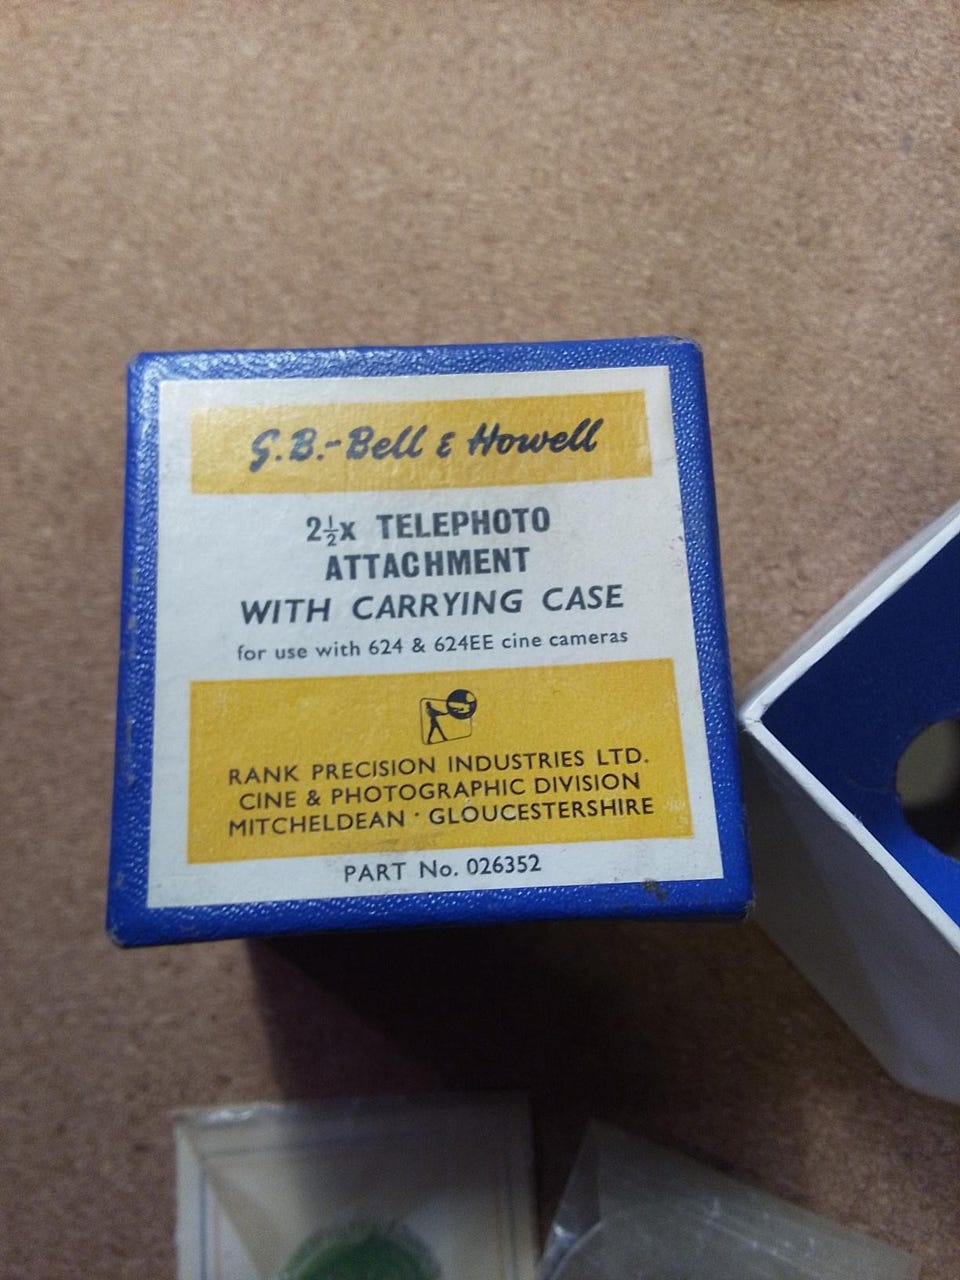 G.B.-Bell & Howell
2½x TELEPHOTO
ATTACHMENT
WITH CARRYING CASE
for use with 624 & 624EE cine cameras
RANK PRECISION INDUSTRIES LTD.
CINE & PHOTOGRAPHIC DIVISION
MITCHELDEAN · GLOUCESTERSHIRE
PART No. 026352